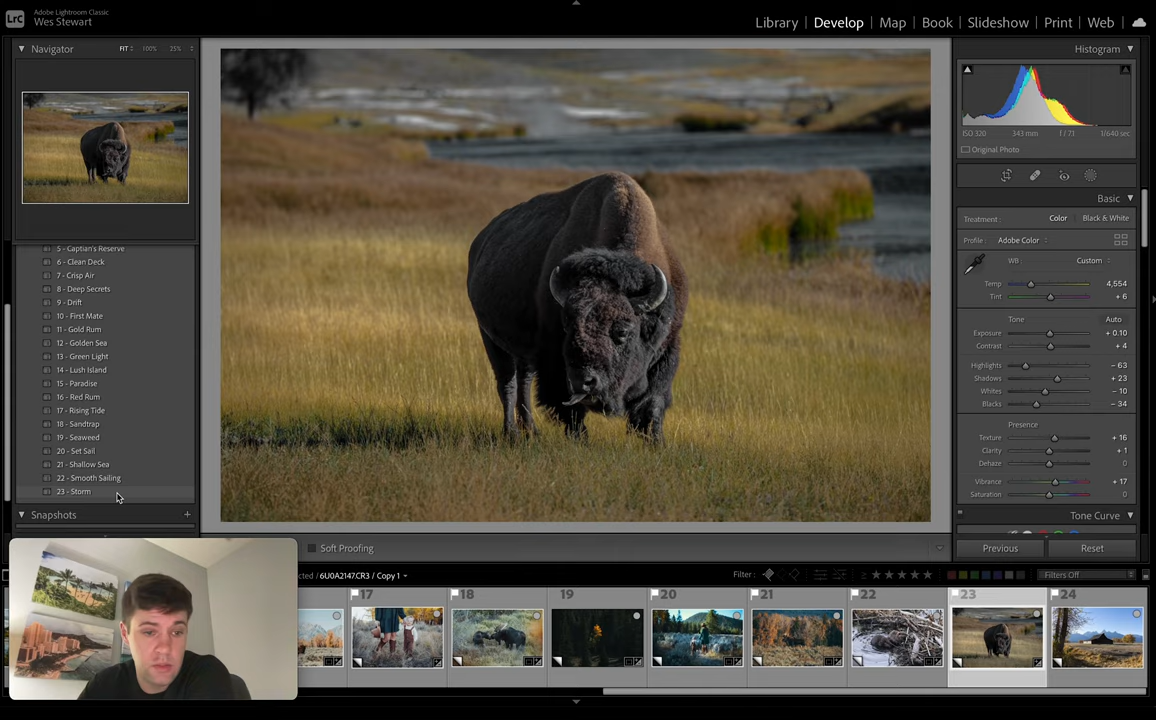 LrC
Adobe Lightroom Classic
Wes Stewart
Library | Develop | Map | Book | Slideshow | Print | Web
Navigator
FIT
100%
25%
5 - Captian's Reserve
6 - Clean Deck
7 - Crisp Air
8 - Deep Secrets
9 - Drift
10 - First Mate
11 - Gold Rum
12 - Golden Sea
13 - Green Light
14 - Lush Island
15 - Paradise
16 - Red Rum
17 - Rising Tide
18 - Sandtrap
19 - Seaweed
20 - Set Sail
21 - Shallow Sea
22 - Smooth Sailing
23 - Storm
Snapshots +
Histogram
ISO 320 343 mm f / 7.1 1/640 sec
Original Photo
Basic
Treatment: Color Black & White
Profile: Adobe Color
WB Custom
Temp 4,554
Tint + 6
Tone Auto
Exposure + 0.10
Contrast + 4
Highlights − 63
Shadows + 23
Whites − 10
Blacks − 34
Presence
Texture + 16
Clarity + 1
Dehaze 0
Vibrance + 17
Saturation 0
Tone Curve
Previous
Reset
Soft Proofing
cted / 6U0A2147.CR3 / Copy 1
Filter :
Filters Off
17
18
19
20
21
22
23
24